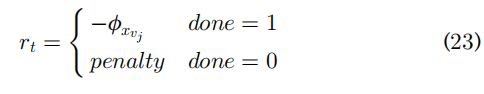 r_t = { -ϕ_{x_{v_j}} done = 1
penalty done = 0 (23)